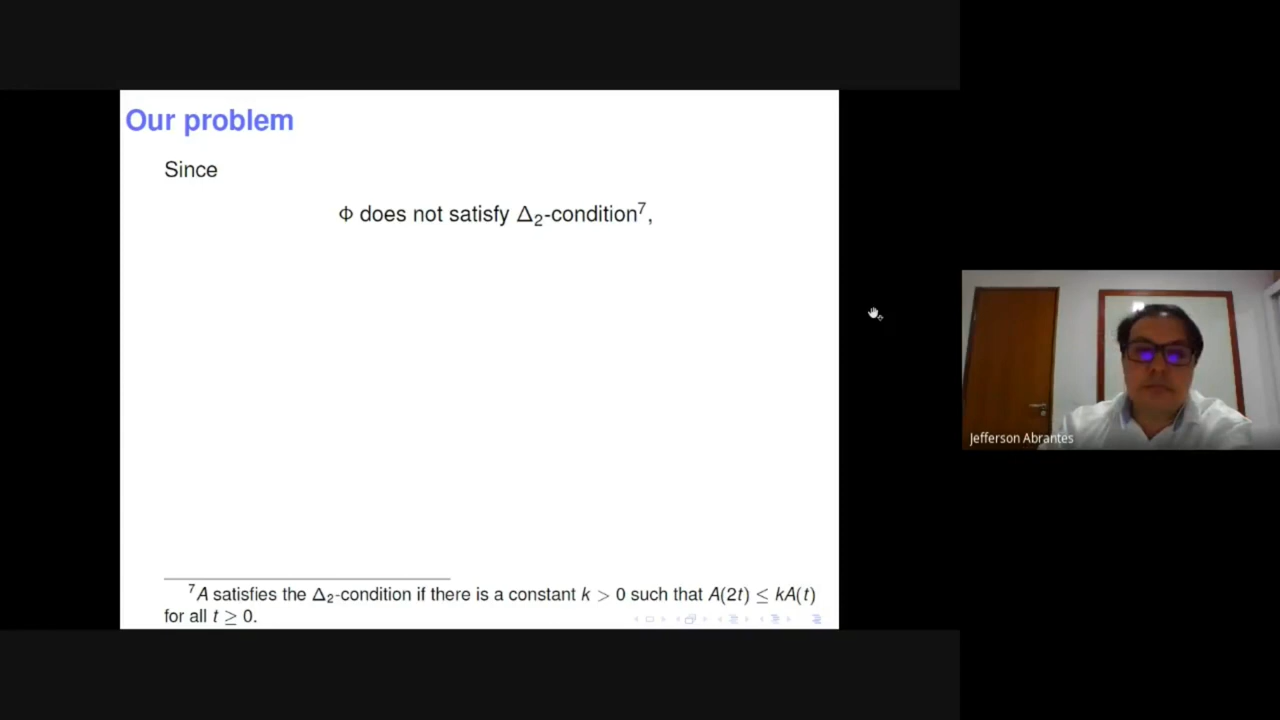 Our problem
Since
Φ does not satisfy Δ₂-condition⁷,
⁷A satisfies the Δ₂-condition if there is a constant k > 0 such that A(2t) ≤ kA(t)
for all t ≥ 0.
Jefferson Abrantes